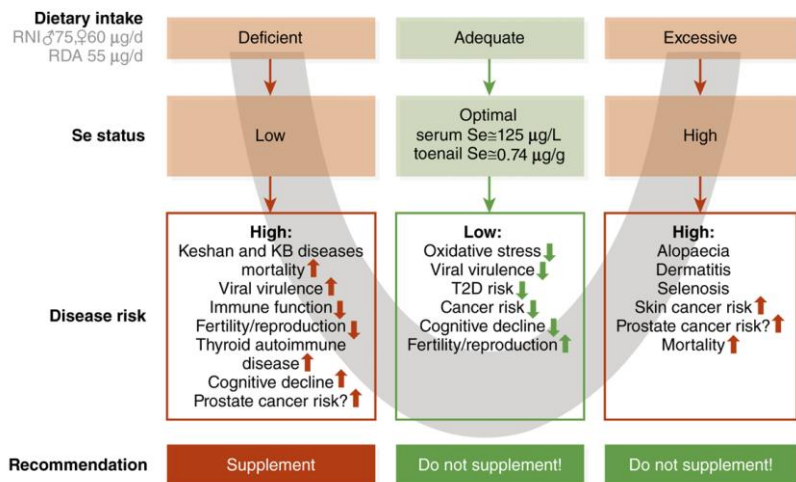 Dietary intake
RNI♂75,♀60 µg/d
RDA 55 µg/d
Deficient
Adequate
Excessive
Se status
Low
Optimal
serum Se≅125 µg/L
toenail Se≅0.74 µg/g
High
Disease risk
High:
Keshan and KB diseases
mortality↑
Viral virulence↑
Immune function↓
Fertility/reproduction↓
Thyroid autoimmune
disease↑
Cognitive decline↑
Prostate cancer risk?↑
Low:
Oxidative stress↓
Viral virulence↓
T2D risk↓
Cancer risk↓
Cognitive decline↓
Fertility/reproduction↑
High:
Alopaecia
Dermatitis
Selenosis
Skin cancer risk↑
Prostate cancer risk?↑
Mortality↑
Recommendation
Supplement
Do not supplement!
Do not supplement!